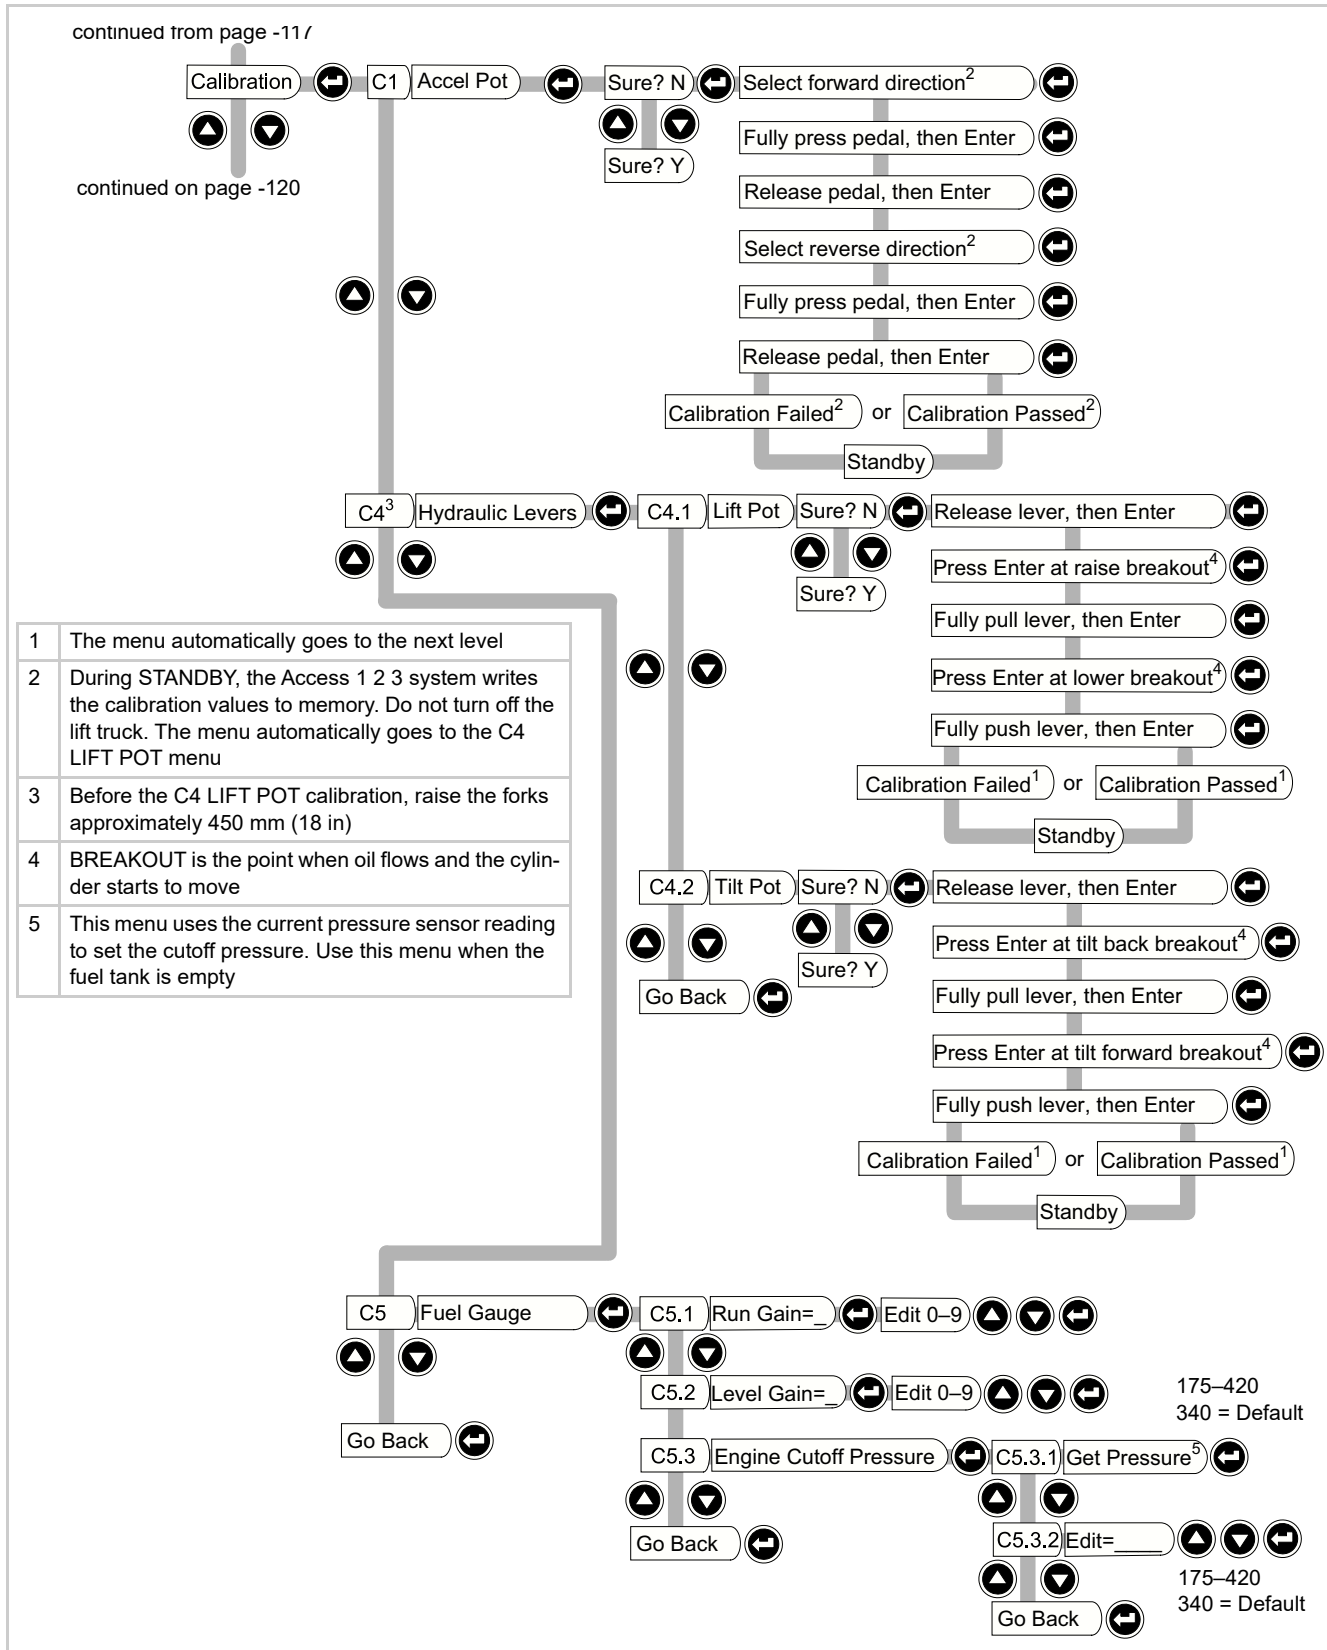 continued from page -117
Calibration
C1
Accel Pot
Sure? N
Select forward direction2
Fully press pedal, then Enter
Sure? Y
continued on page -120
Release pedal, then Enter
Select reverse direction2
Fully press pedal, then Enter
Release pedal, then Enter
Calibration Failed2 or Calibration Passed2
Standby
C43
Hydraulic Levers
C4.1
Lift Pot
Sure? N
Release lever, then Enter
Press Enter at raise breakout4
Sure? Y
Fully pull lever, then Enter
Press Enter at lower breakout4
Fully push lever, then Enter
Calibration Failed1 or Calibration Passed1
Standby
1 The menu automatically goes to the next level
2 During STANDBY, the Access 1 2 3 system writes
the calibration values to memory. Do not turn off the
lift truck. The menu automatically goes to the C4
LIFT POT menu
3 Before the C4 LIFT POT calibration, raise the forks
approximately 450 mm (18 in)
4 BREAKOUT is the point when oil flows and the cylin-
der starts to move
5 This menu uses the current pressure sensor reading
to set the cutoff pressure. Use this menu when the
fuel tank is empty
C4.2
Tilt Pot
Sure? N
Release lever, then Enter
Press Enter at tilt back breakout4
Sure? Y
Go Back
Fully pull lever, then Enter
Press Enter at tilt forward breakout4
Fully push lever, then Enter
Calibration Failed1 or Calibration Passed1
Standby
C5
Fuel Gauge
C5.1
Run Gain=_
Edit 0–9
C5.2
Level Gain=_
Edit 0–9
175–420
340 = Default
Go Back
C5.3
Engine Cutoff Pressure
C5.3.1
Get Pressure5
Go Back
C5.3.2
Edit=____
175–420
340 = Default
Go Back